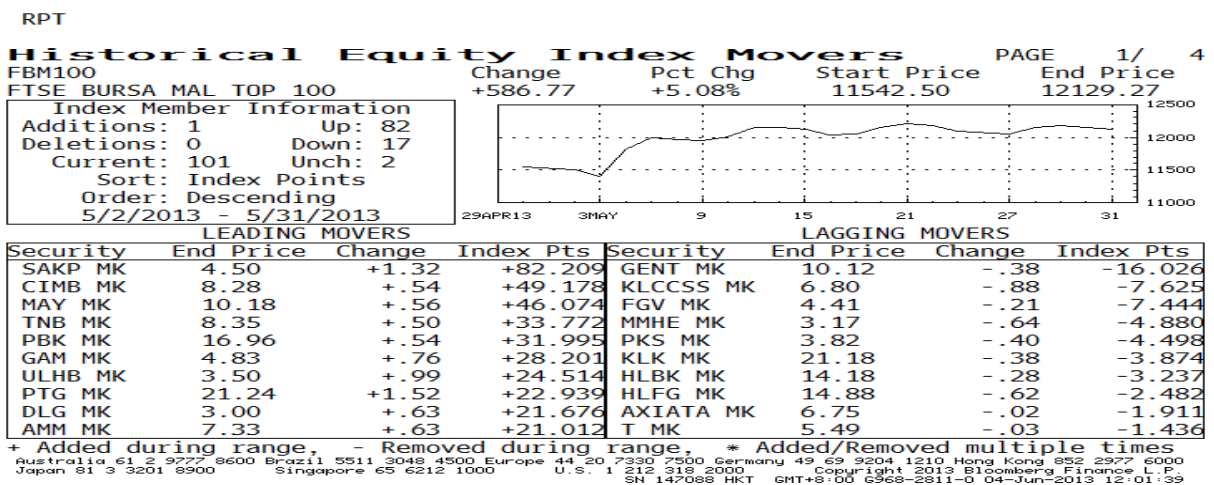 RPT
Historical Equity Index Movers PAGE 1/ 4
FBM100 Change Pct Chg Start Price End Price
FTSE BURSA MAL TOP 100 +586.77 +5.08% 11542.50 12129.27
Index Member Information
Additions: 1 Up: 82
Deletions: 0 Down: 17
Current: 101 Unch: 2
Sort: Index Points
Order: Descending
5/2/2013 - 5/31/2013
12500
12000
11500
11000
29APR13 3MAY 9 15 21 27 31
LEADING MOVERS LAGGING MOVERS
Security End Price Change Index Pts Security End Price Change Index Pts
SAKP MK 4.50 +1.32 +82.209 GENT MK 10.12 -.38 -16.026
CIMB MK 8.28 +.54 +49.178 KLCCSS MK 6.80 -.88 -7.625
MAY MK 10.18 +.56 +46.074 FGV MK 4.41 -.21 -7.444
TNB MK 8.35 +.50 +33.772 MMHE MK 3.17 -.64 -4.880
PBK MK 16.96 +.54 +31.995 PKS MK 3.82 -.40 -4.498
GAM MK 4.83 +.76 +28.201 KLK MK 21.18 -.38 -3.874
ULHB MK 3.50 +.99 +24.514 HLBK MK 14.18 -.28 -3.237
PTG MK 21.24 +1.52 +22.939 HLFG MK 14.88 -.62 -2.482
DLG MK 3.00 +.63 +21.676 AXIATA MK 6.75 -.02 -1.911
AMM MK 7.33 +.63 +21.012 T MK 5.49 -.03 -1.436
+ Added during range, - Removed during range, * Added/Removed multiple times
Australia 61 2 9777 8600 Brazil 5511 3048 4500 Europe 44 20 7330 7500 Germany 49 69 9204 1210 Hong Kong 852 2977 6000
Japan 81 3 3201 8900 Singapore 65 6212 1000 U.S. 1 212 318 2000 Copyright 2013 Bloomberg Finance L.P.
SN 147088 HKT GMT+8:00 G968-2811-0 04-Jun-2013 12:01:39